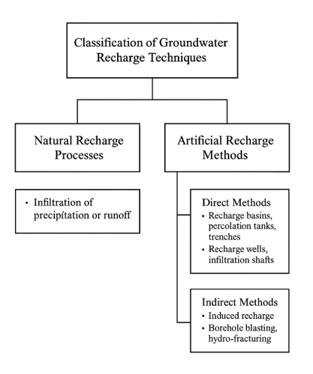 Classification of Groundwater
Recharge Techniques
Natural Recharge
Processes
Artificial Recharge
Methods
• Infiltration of
precipitation or runoff
Direct Methods
• Recharge basins,
percolation tanks,
trenches
• Recharge wells,
infiltration shafts
Indirect Methods
• Induced recharge
• Borehole blasting,
hydro-fracturing